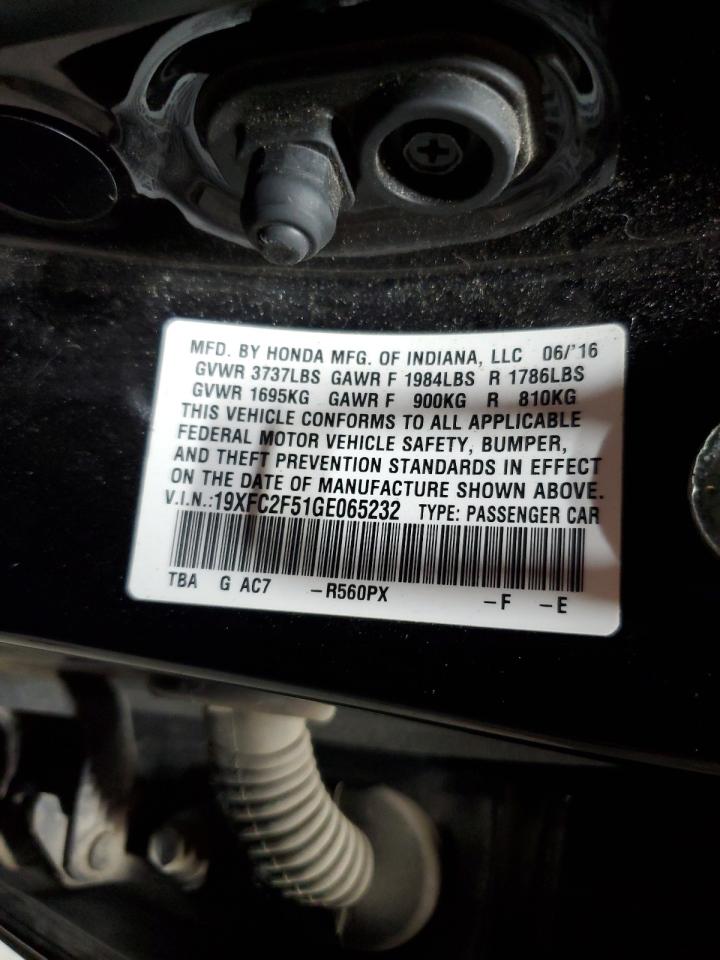 MFD. BY HONDA MFG. OF INDIANA, LLC 06/'16
GVWR 3737LBS GAWR F 1984LBS R 1786LBS
GVWR 1695KG GAWR F 900KG R 810KG
THIS VEHICLE CONFORMS TO ALL APPLICABLE
FEDERAL MOTOR VEHICLE SAFETY, BUMPER,
AND THEFT PREVENTION STANDARDS IN EFFECT
ON THE DATE OF MANUFACTURE SHOWN ABOVE.
V.I.N.:19XFC2F51GE065232 TYPE: PASSENGER CAR
TBA G AC7 -R560PX -F -E